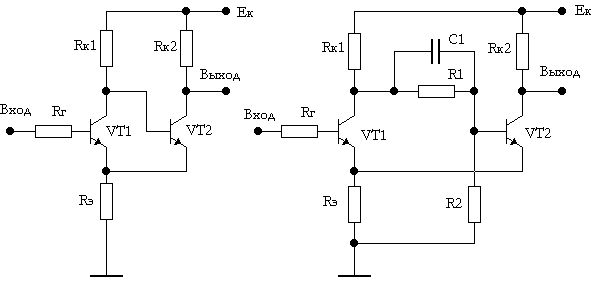 Eк
Rк1
Rк2
Выход
Вход
Rг
VT1
VT2
Rэ
Eк
C1
Rк1
Rк2
R1
Выход
Вход
Rг
VT1
VT2
Rэ
R2